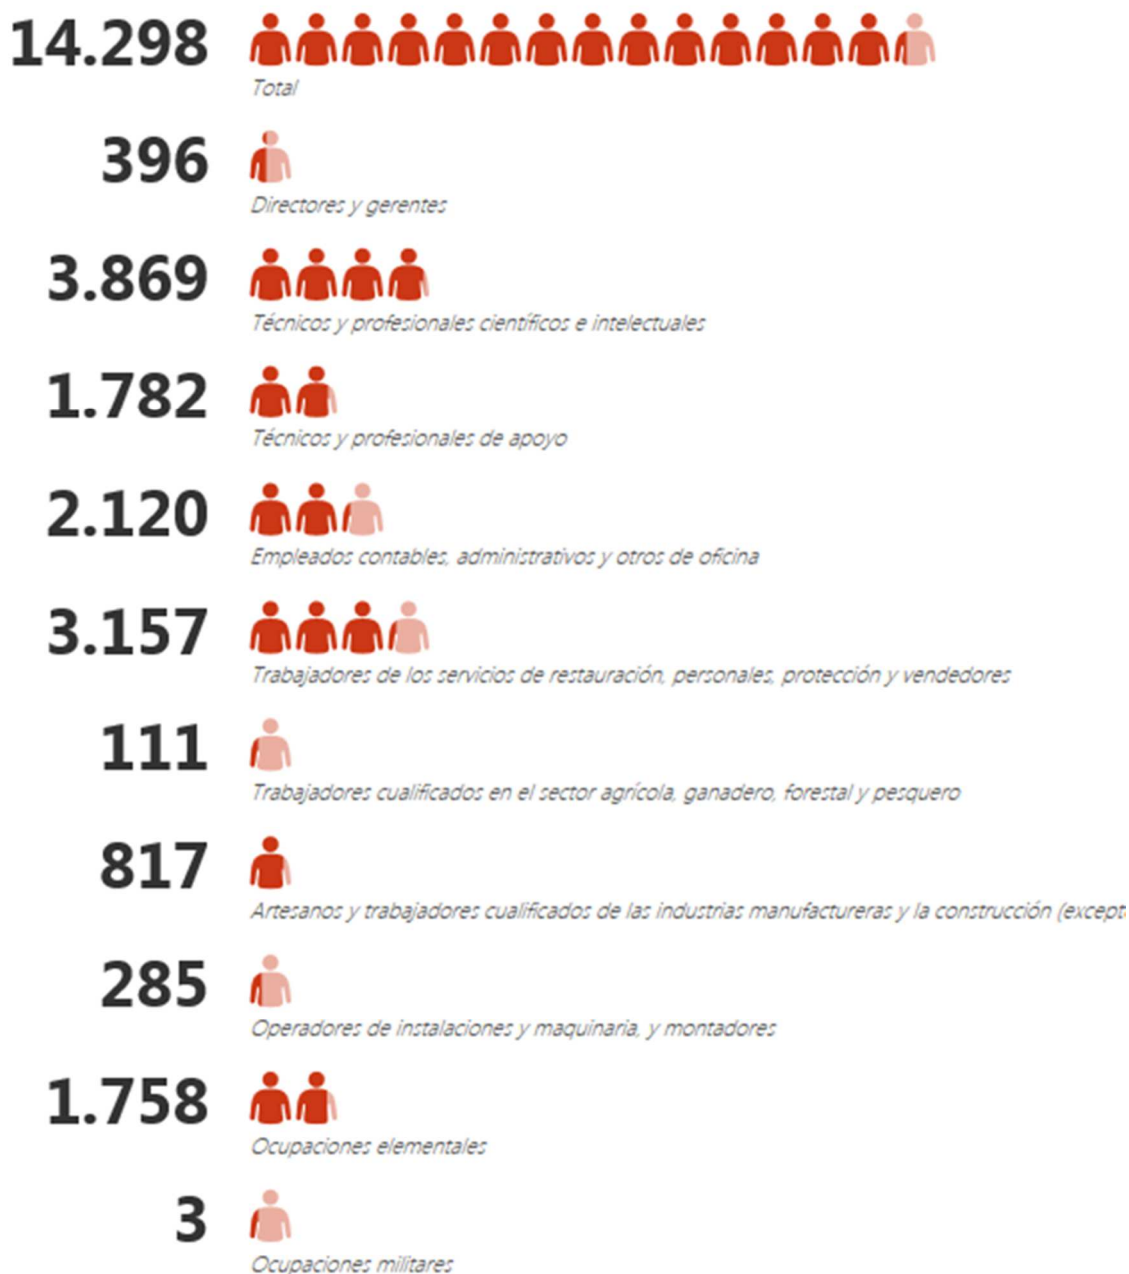 14.298
Total
396
Directores y gerentes
3.869
Técnicos y profesionales científicos e intelectuales
1.782
Técnicos y profesionales de apoyo
2.120
Empleados contables, administrativos y otros de oficina
3.157
Trabajadores de los servicios de restauración, personales, protección y vendedores
111
Trabajadores cualificados en el sector agrícola, ganadero, forestal y pesquero
817
Artesanos y trabajadores cualificados de las industrias manufactureras y la construcción (except
285
Operadores de instalaciones y maquinaria, y montadores
1.758
Ocupaciones elementales
3
Ocupaciones militares